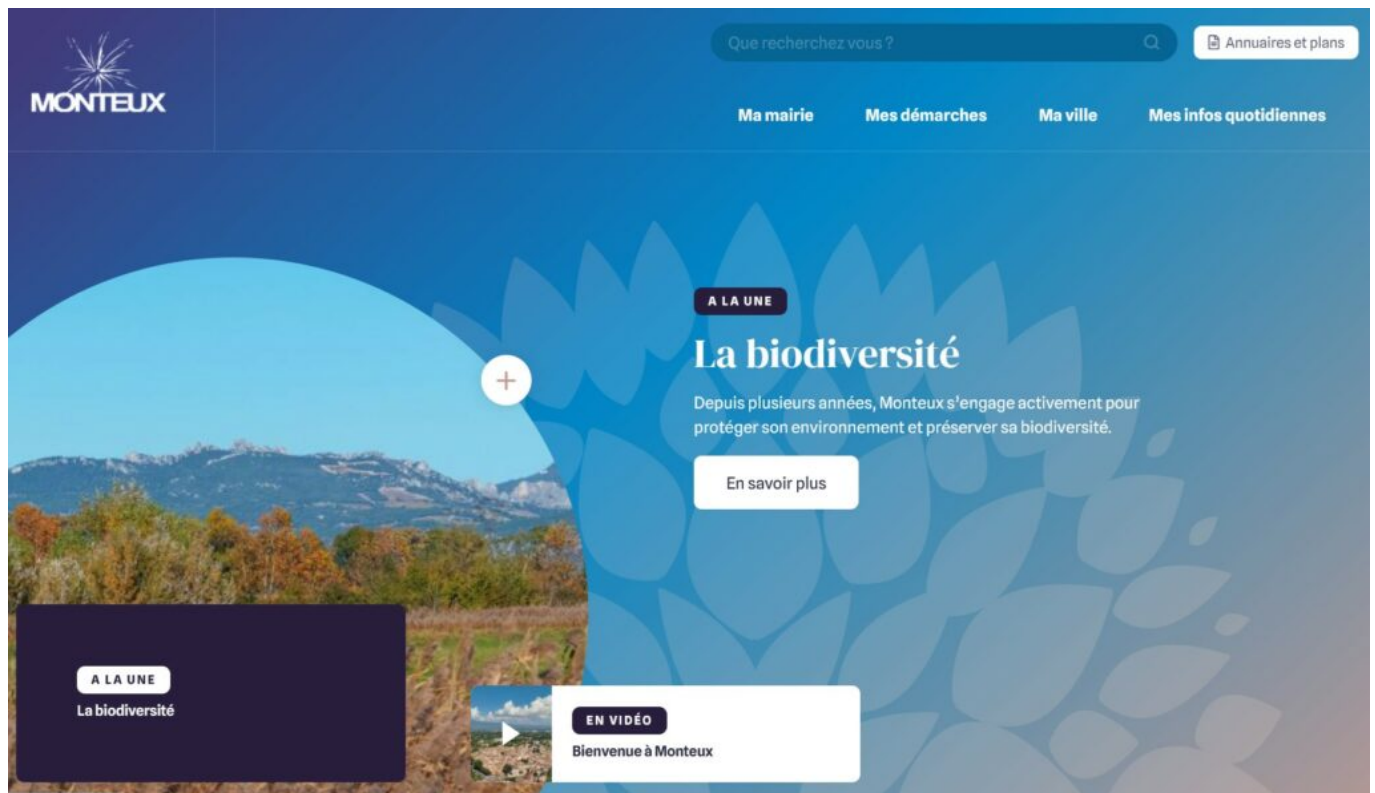 Que recherchez vous ?
Annuaires et plans
MONTEUX
Ma mairie
Mes démarches
Ma ville
Mes infos quotidiennes
A LA UNE
La biodiversité
Depuis plusieurs années, Monteux s'engage activement pour
protéger son environnement et préserver sa biodiversité.
En savoir plus
A LA UNE
La biodiversité
EN VIDÉO
Bienvenue à Monteux